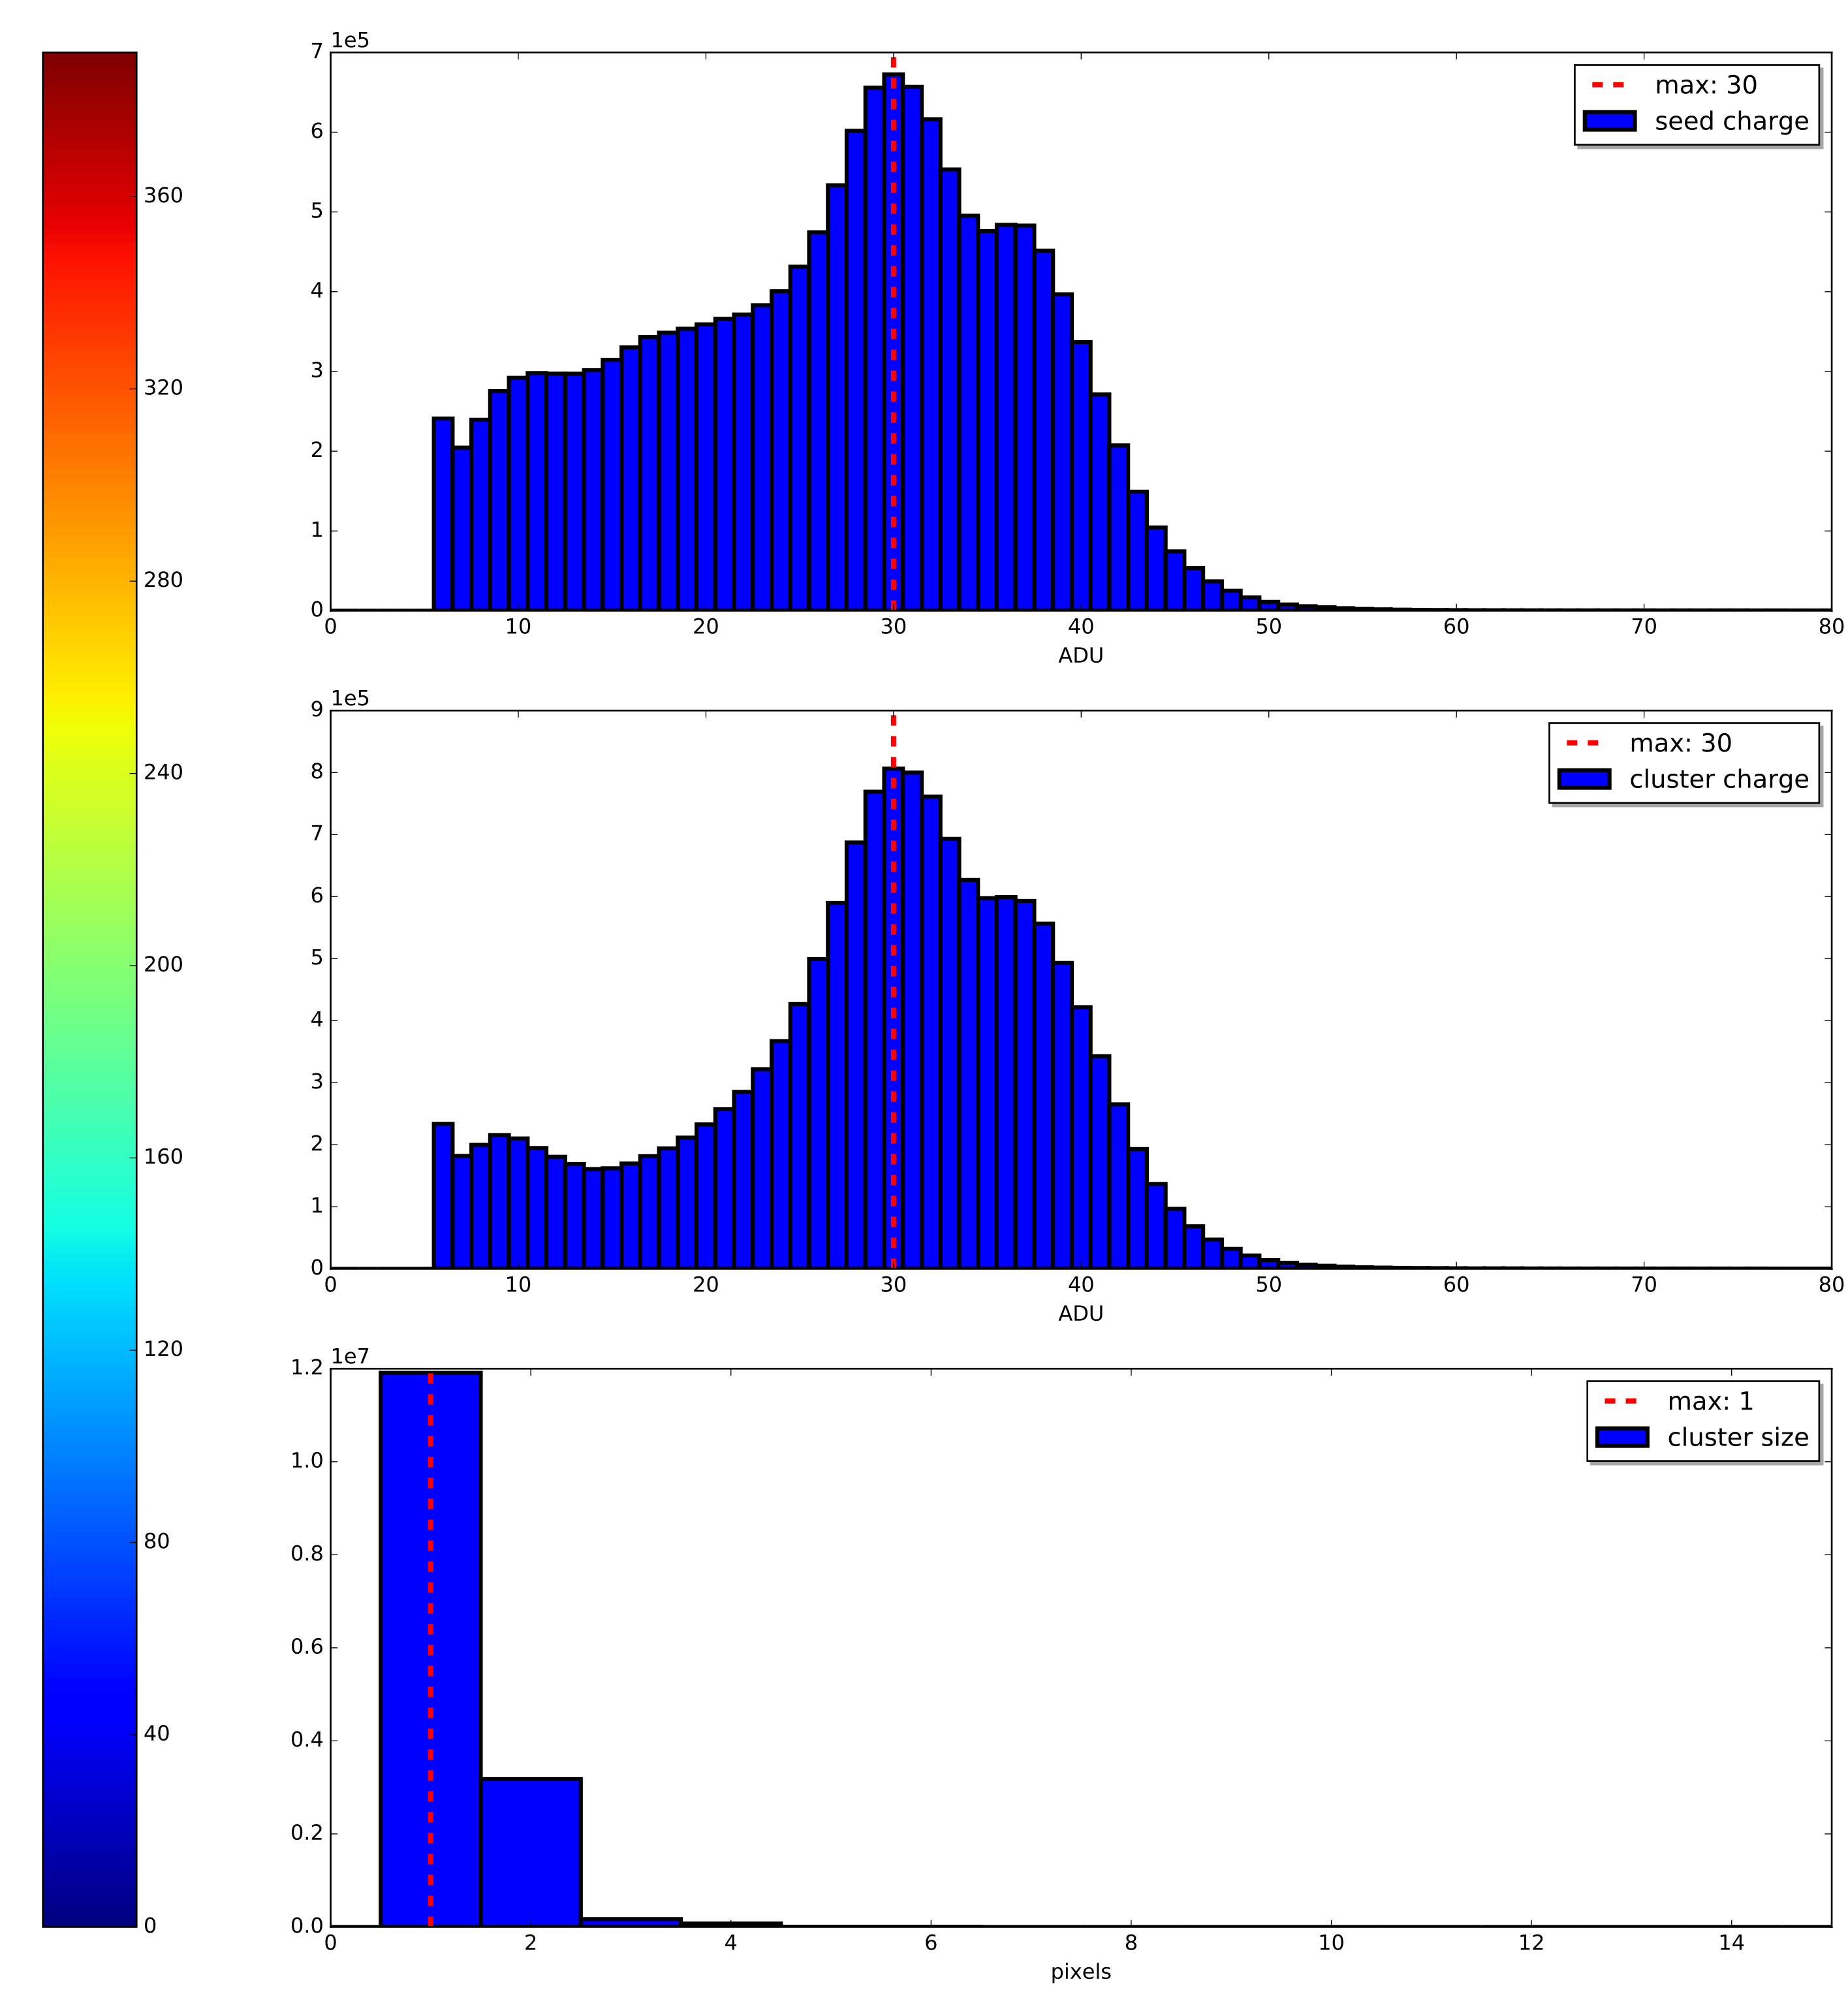 360
320
280
240
200
160
120
80
40
0
1e5
7
6
5
4
3
2
1
0
0 10 20 30 40 50 60 70 80
ADU
max: 30
seed charge
1e5
9
8
7
6
5
4
3
2
1
0
0 10 20 30 40 50 60 70 80
ADU
max: 30
cluster charge
1e7
1.2
1.0
0.8
0.6
0.4
0.2
0.0
0 2 4 6 8 10 12 14
pixels
max: 1
cluster size